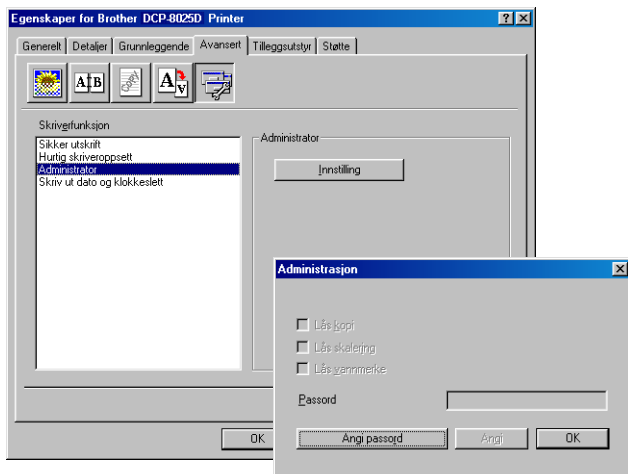 Egenskaper for Brother DCP-8025D Printer
Generelt Detaljer Grunnleggende Avansert Tilleggsutstyr Støtte
A B
Copy
A V
Skriverfunksjon
Sikker utskrift
Hurtig skriveroppsett
Administrator
Skriv ut dato og klokkeslett
Administrator
Innstilling
OK
Administrasjon
Lås kopi
Lås skalering
Lås vannmerke
Passord
Angi passord Angi OK